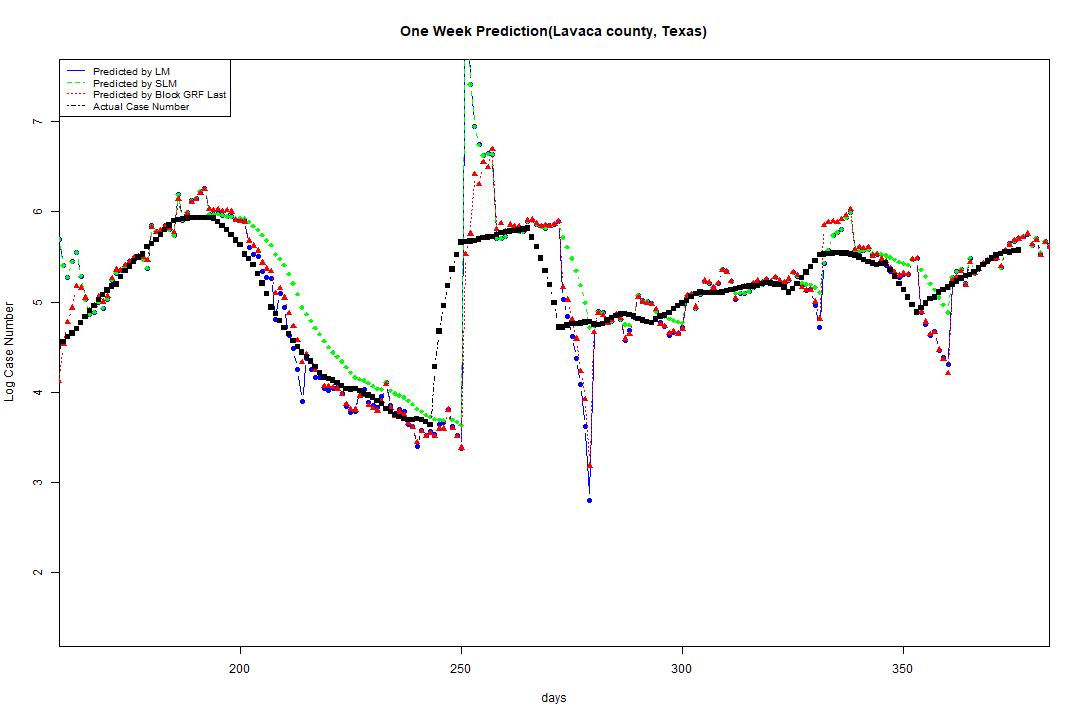 One Week Prediction(Lavaca county, Texas)
Predicted by LM
Predicted by SLM
Predicted by Block GRF Last
Actual Case Number
7
6
5
4
3
2
Log Case Number
200
250
300
350
days